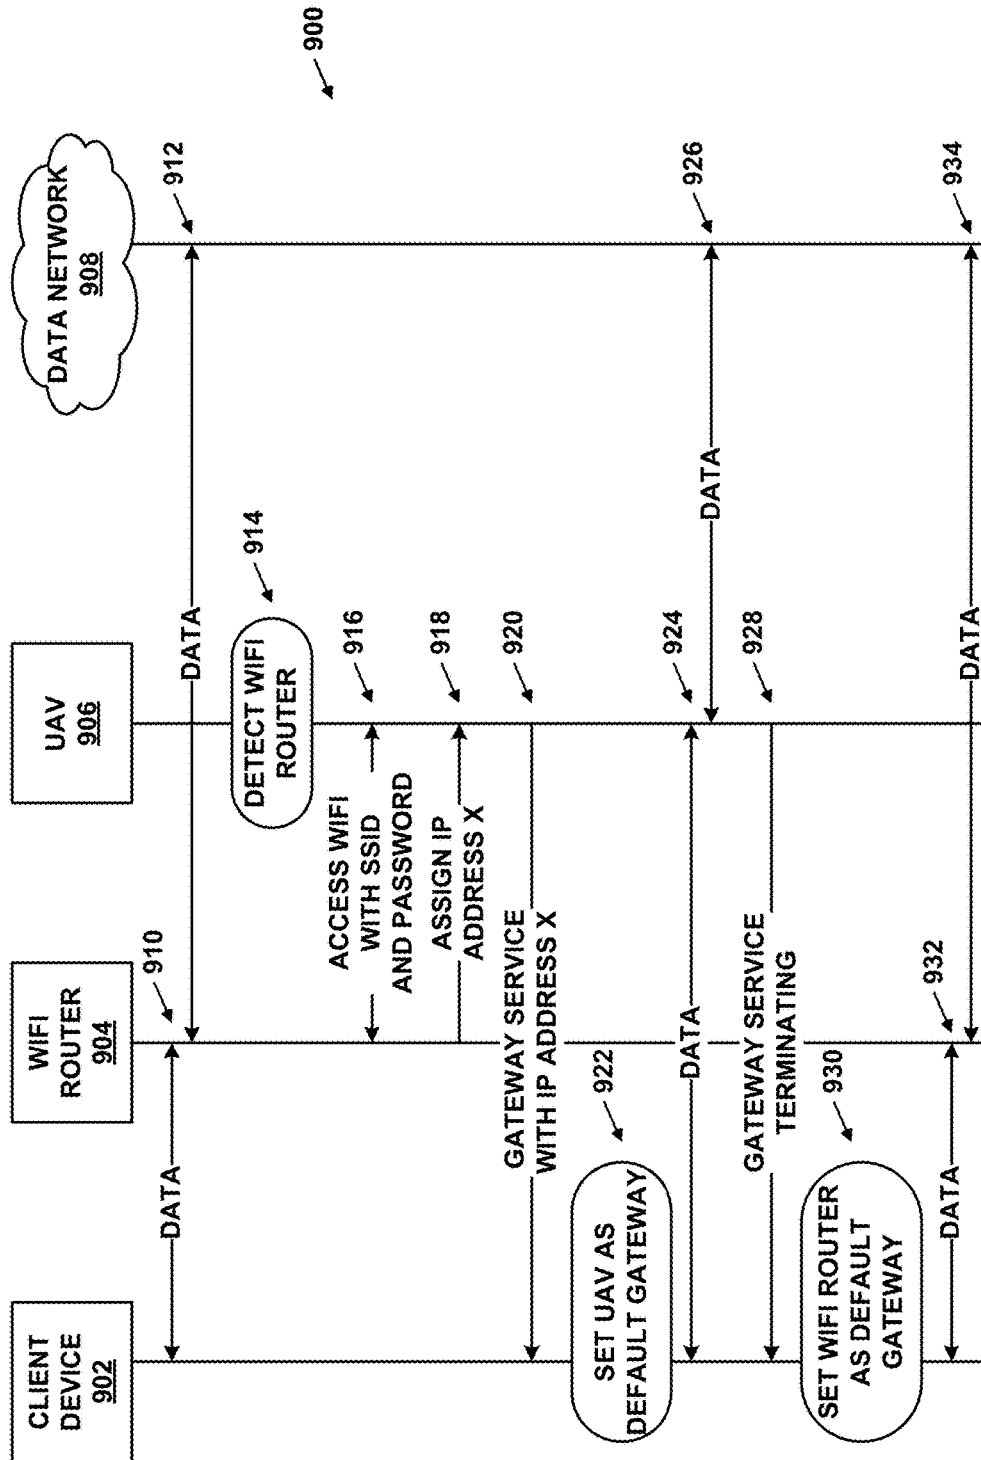 CLIENT
DEVICE
902
WIFI
ROUTER
904
UAV
906
DATA NETWORK
908
900
910
DATA
912
DATA
914
DETECT WIFI
ROUTER
916
ACCESS WIFI
WITH SSID
AND PASSWORD
918
ASSIGN IP
ADDRESS X
920
GATEWAY SERVICE
WITH IP ADDRESS X
922
SET UAV AS
DEFAULT GATEWAY
924
DATA
926
DATA
928
GATEWAY SERVICE
TERMINATING
930
SET WIFI ROUTER
AS DEFAULT
GATEWAY
932
DATA
934
DATA